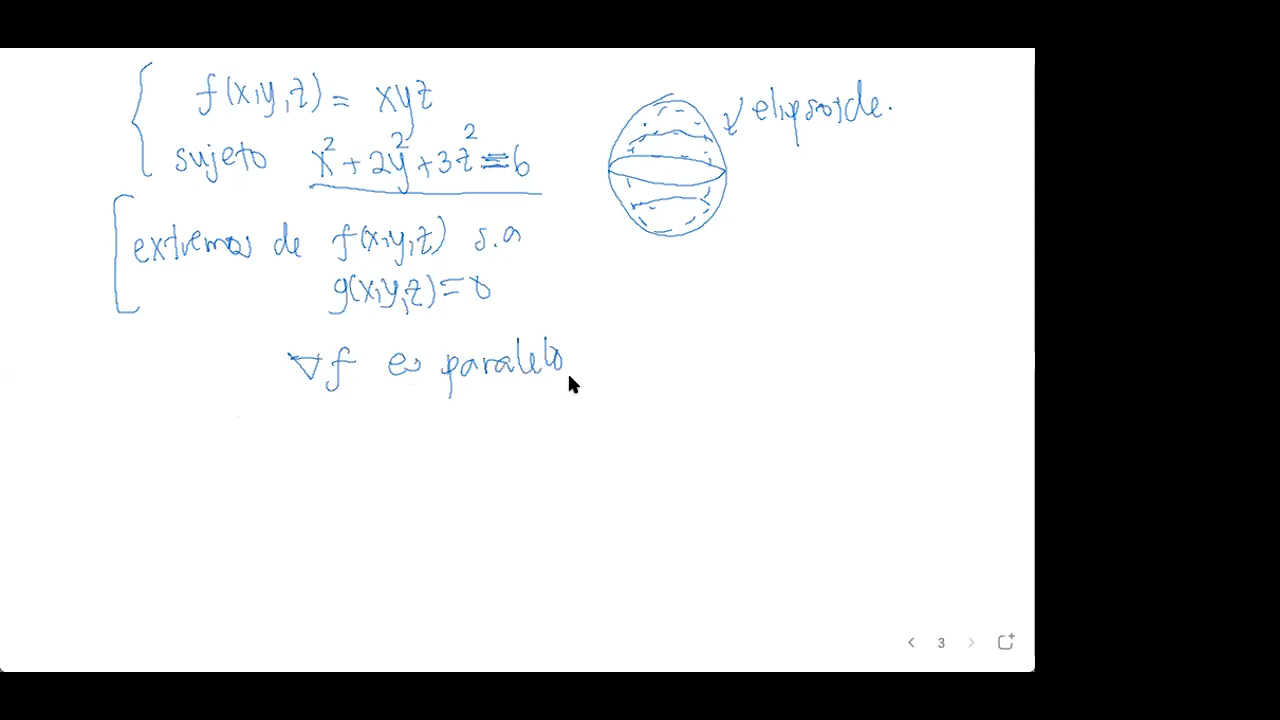 f(x,y,z) = xyz
sujeto x² + 2y² + 3z² = 6
elipsoide.
extremos de f(x,y,z) s.a
g(x,y,z) = 0
∇f es paralelo
3